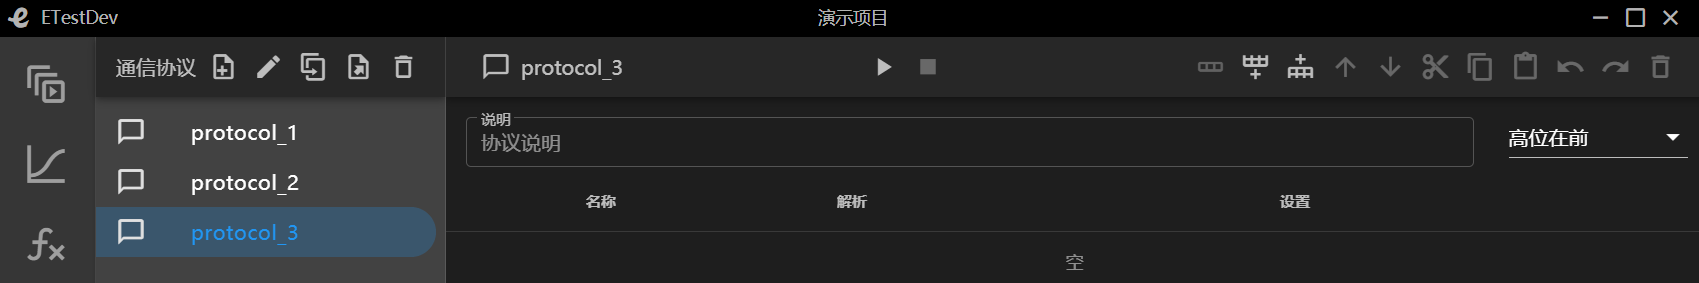 ETestDev
演示项目
通信协议
protocol_3
protocol_1
protocol_2
protocol_3
说明
协议说明
高位在前
名称 解析 设置
空